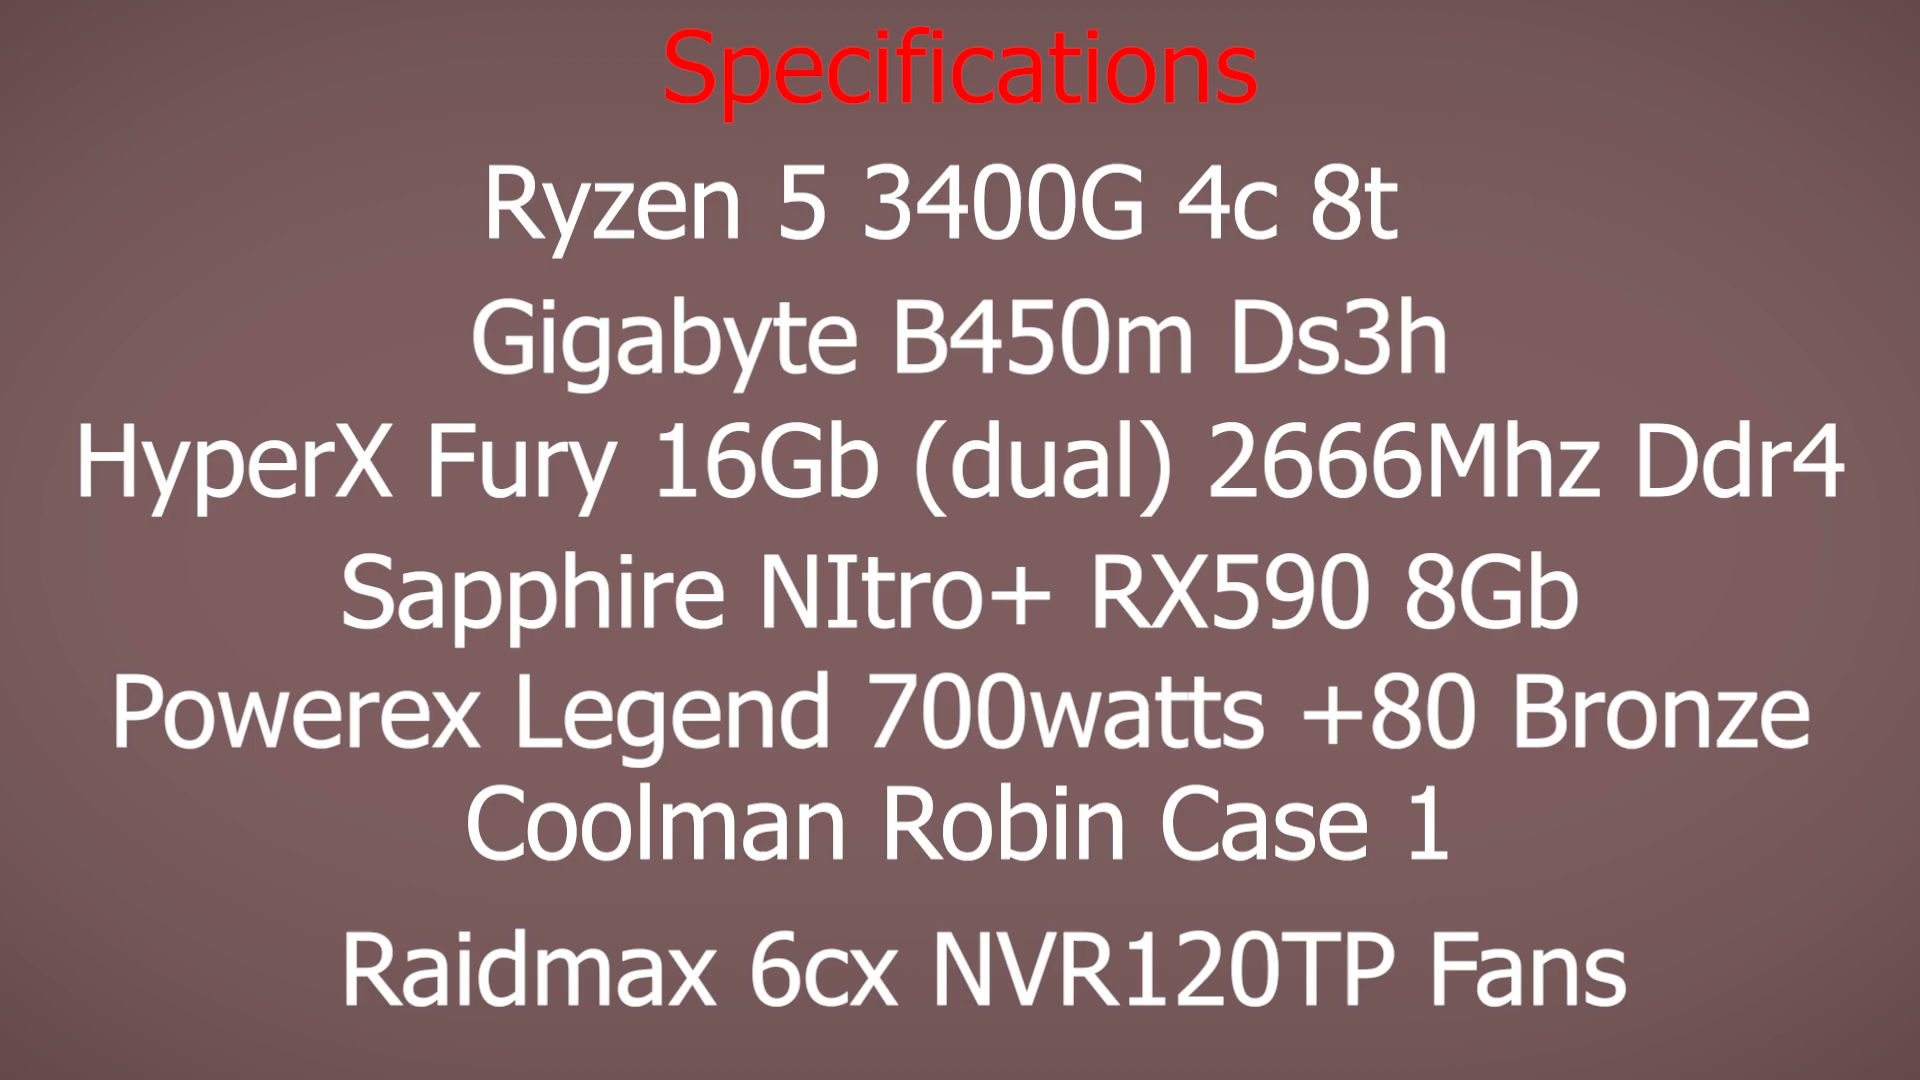 Specifications
Ryzen 5 3400G 4c 8t
Gigabyte B450m Ds3h
HyperX Fury 16Gb (dual) 2666Mhz Ddr4
Sapphire NItro+ RX590 8Gb
Powerex Legend 700watts +80 Bronze
Coolman Robin Case 1
Raidmax 6cx NVR120TP Fans